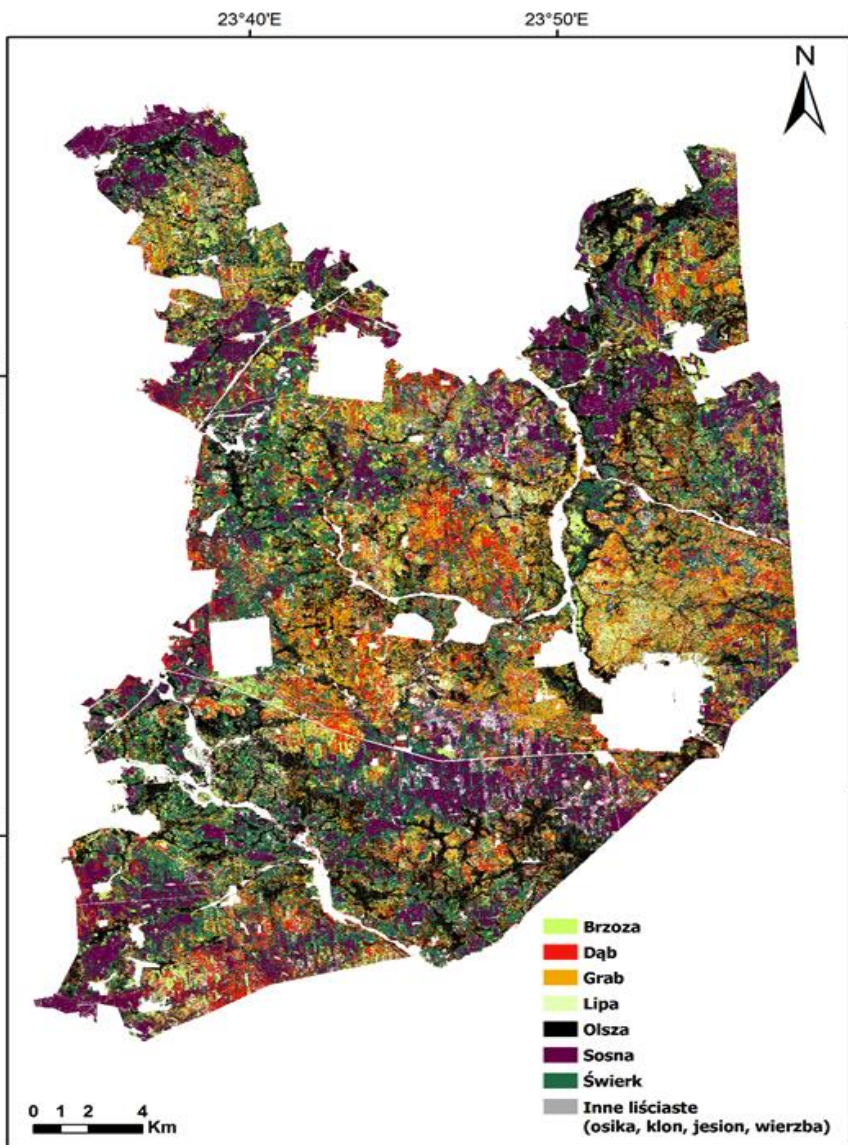 23°40'E
23°50'E
N
Brzoza
Dąb
Grab
Lipa
Olsza
Sosna
Świerk
Inne liściaste
(osika, klon, jesion, wierzba)
0 1 2 4
Km